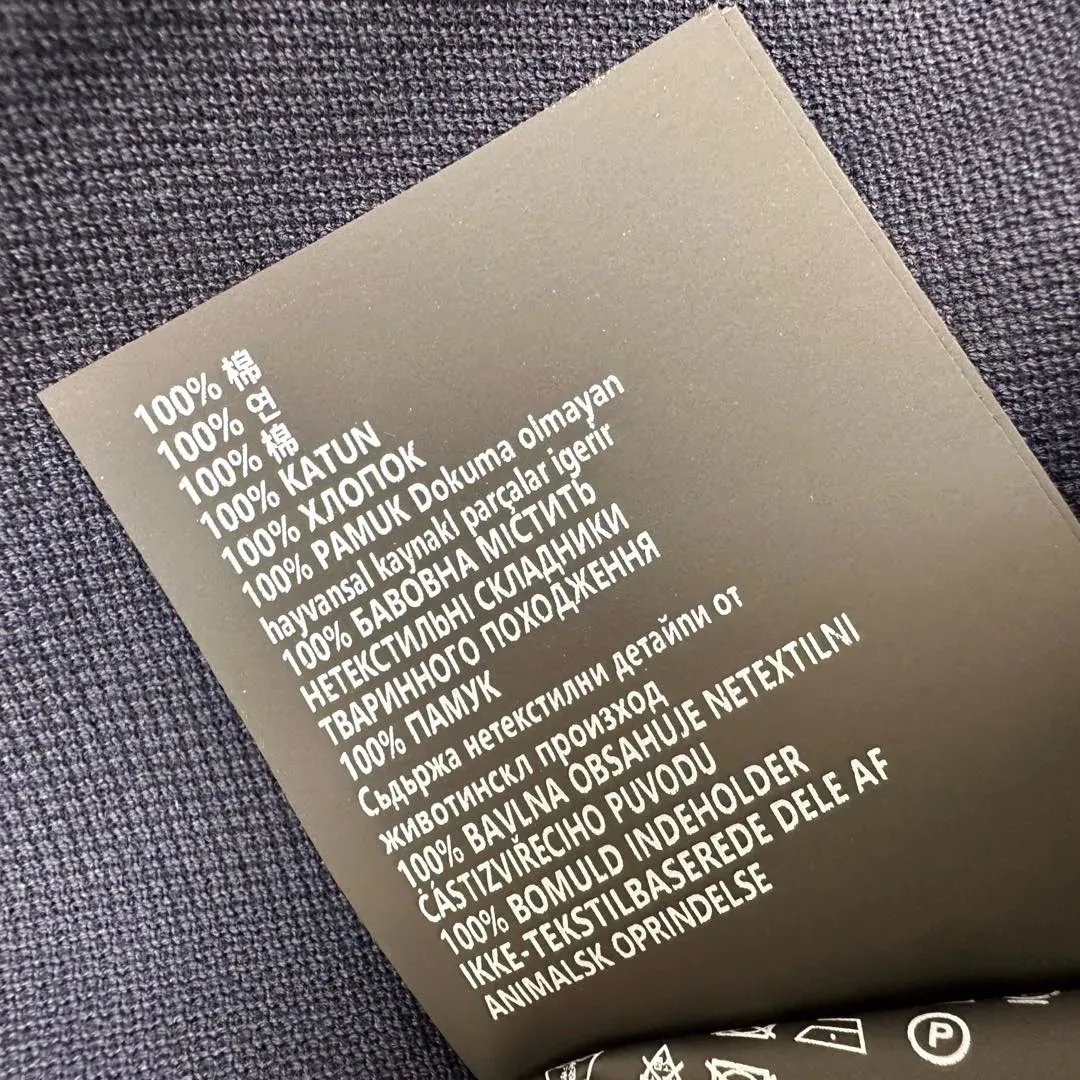 100% 棉
100% 연
100% 棉
100% KATUN
100% ХЛОПОК
100% PAMUK Dokuma olmayan
hayvansal kaynakl parçalar igerir
100% БАВОВНА МІСТИТЬ
НЕТЕКСТИЛЬНІ СКЛАДНИКИ
ТВАРИННОГО ПОХОДЖЕННЯ
100% ПАМУК
Съдържа нетекстилни детайпи от
животинскл произход
100% BAVLNA OBSAHUJE NETEXTILNI
ČÁSTIZVÍŘECIHO PUVODU
100% BOMULD INDEHOLDER
IKKE-TEKSTILBASEREDE DELE AF
ANIMALSK OPRINDELSE
P